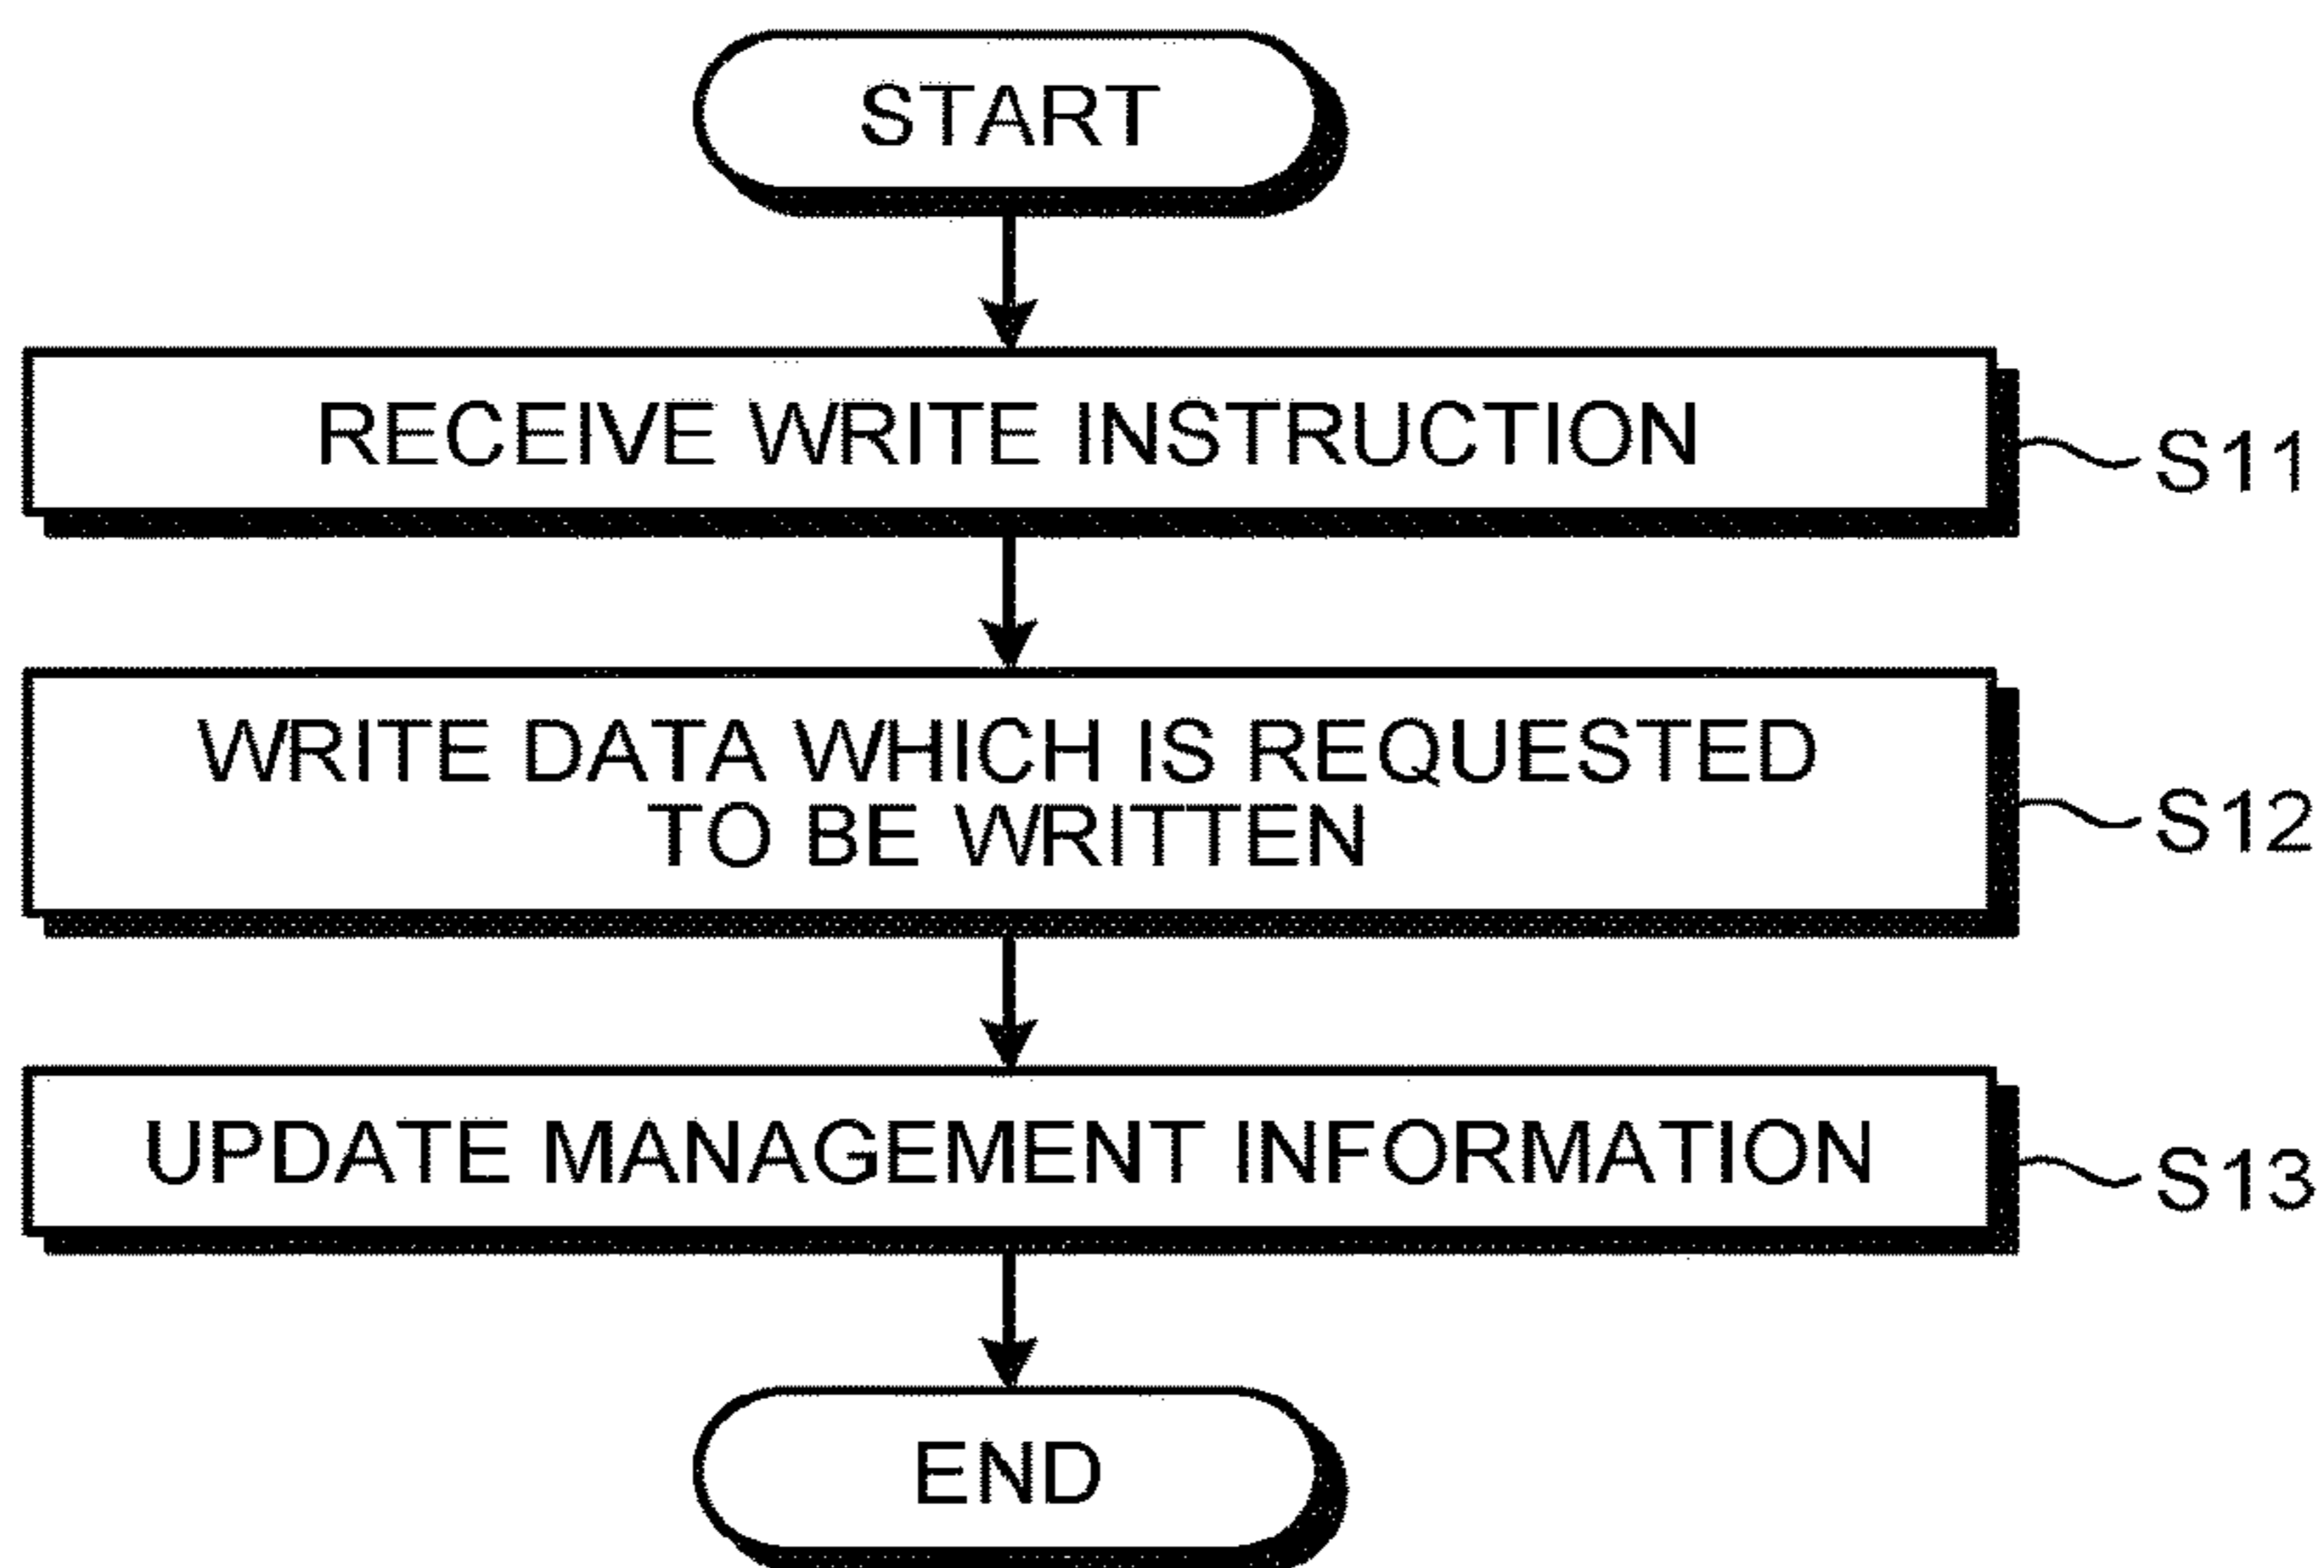 START
RECEIVE WRITE INSTRUCTION
S11
WRITE DATA WHICH IS REQUESTED
TO BE WRITTEN
S12
UPDATE MANAGEMENT INFORMATION
S13
END